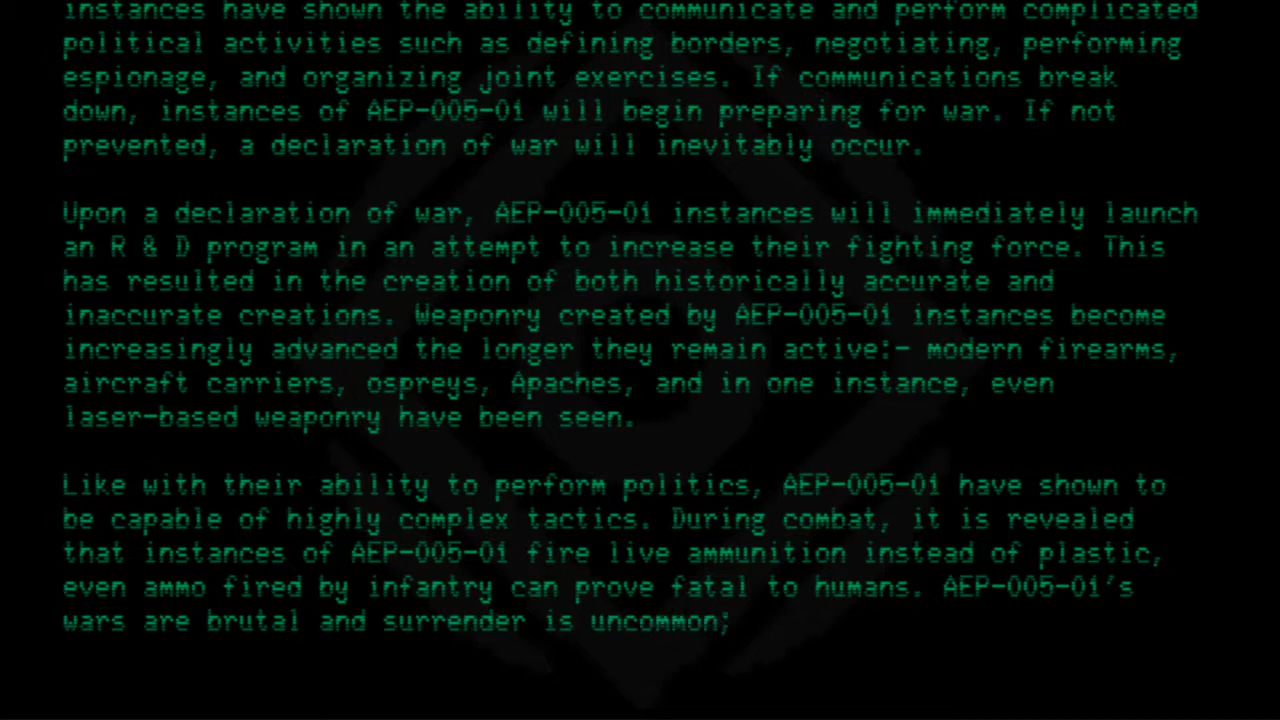 instances have shown the ability to communicate and perform complicated
political activities such as defining borders, negotiating, performing
espionage, and organizing joint exercises. If communications break
down, instances of AEP-005-01 will begin preparing for war. If not
prevented, a declaration of war will inevitably occur.
Upon a declaration of war, AEP-005-01 instances will immediately launch
an R & D program in an attempt to increase their fighting force. This
has resulted in the creation of both historically accurate and
inaccurate creations. Weaponry created by AEP-005-01 instances become
increasingly advanced the longer they remain active:- modern firearms,
aircraft carriers, ospreys, Apaches, and in one instance, even
laser-based weaponry have been seen.
Like with their ability to perform politics, AEP-005-01 have shown to
be capable of highly complex tactics. During combat, it is revealed
that instances of AEP-005-01 fire live ammunition instead of plastic,
even ammo fired by infantry can prove fatal to humans. AEP-005-01's
wars are brutal and surrender is uncommon;